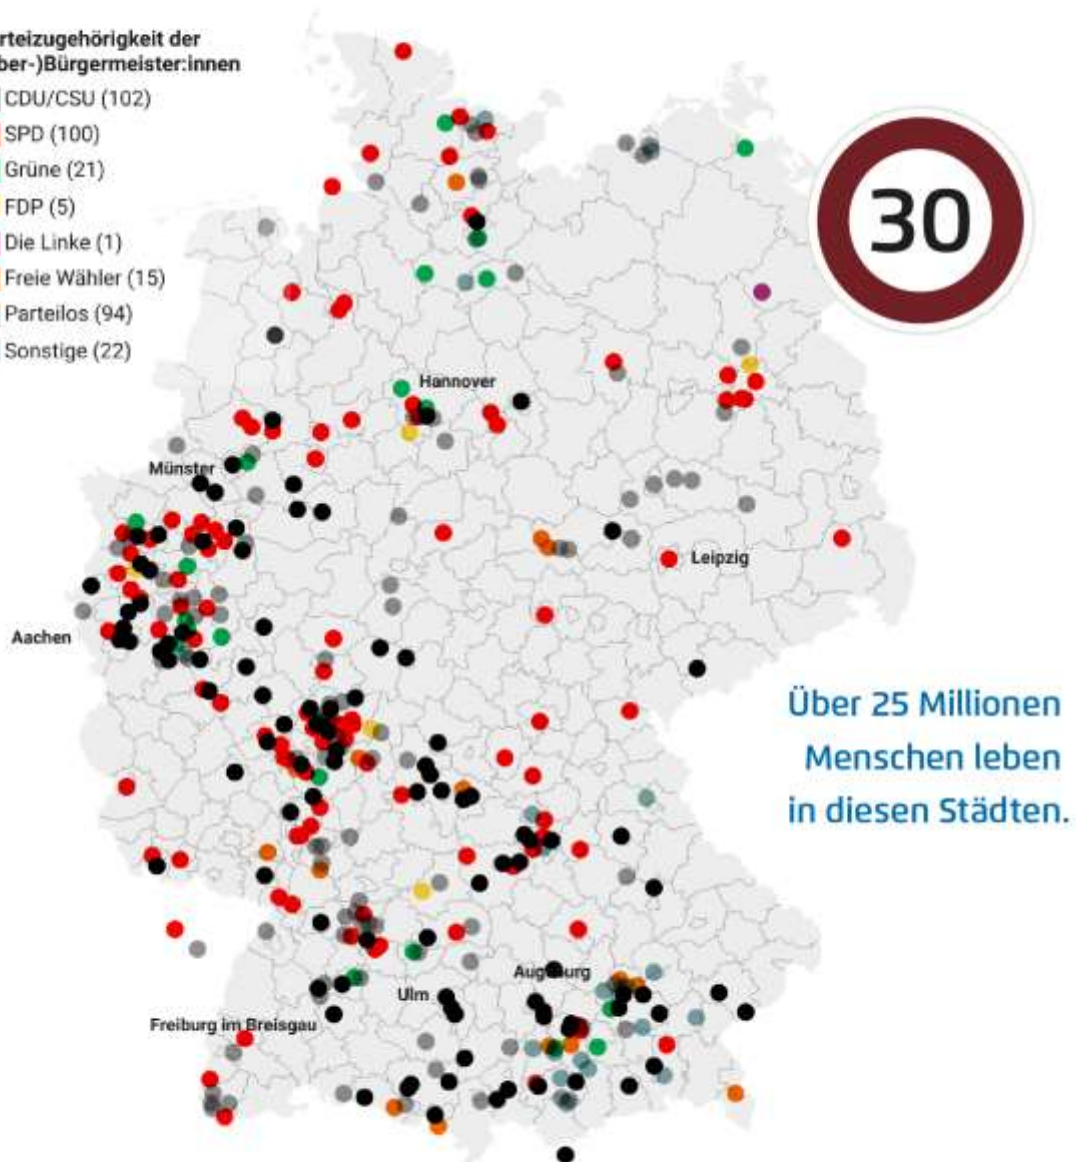 rteizugehörigkeit der
ber-)Bürgermeister:innen
CDU/CSU (102)
SPD (100)
Grüne (21)
FDP (5)
Die Linke (1)
Freie Wähler (15)
Parteilos (94)
Sonstige (22)
30
Hannover
Münster
Leipzig
Aachen
Über 25 Millionen
Menschen leben
in diesen Städten.
Augsburg
Ulm
Freiburg im Breisgau